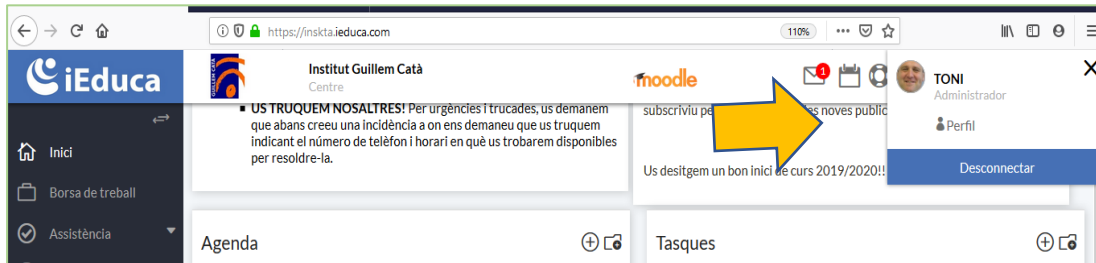 https://inskta.ieduca.com
110%
iEduca
GUILLEM CATÀ
Institut Guillem Catà
Centre
moodle
1
TONI
Administrador
Perfil
Desconnectar
Inici
Borsa de treball
Assistència
US TRUQUEM NOSALTRES! Per urgències i trucades, us demanem
que abans creeu una incidència a on ens demaneu que us truquem
indicant el número de telèfon i horari en què us trobarem disponibles
per resoldre-la.
subscriviu les noves public
Us desitgem un bon inici de curs 2019/2020!!
Agenda
Tasques